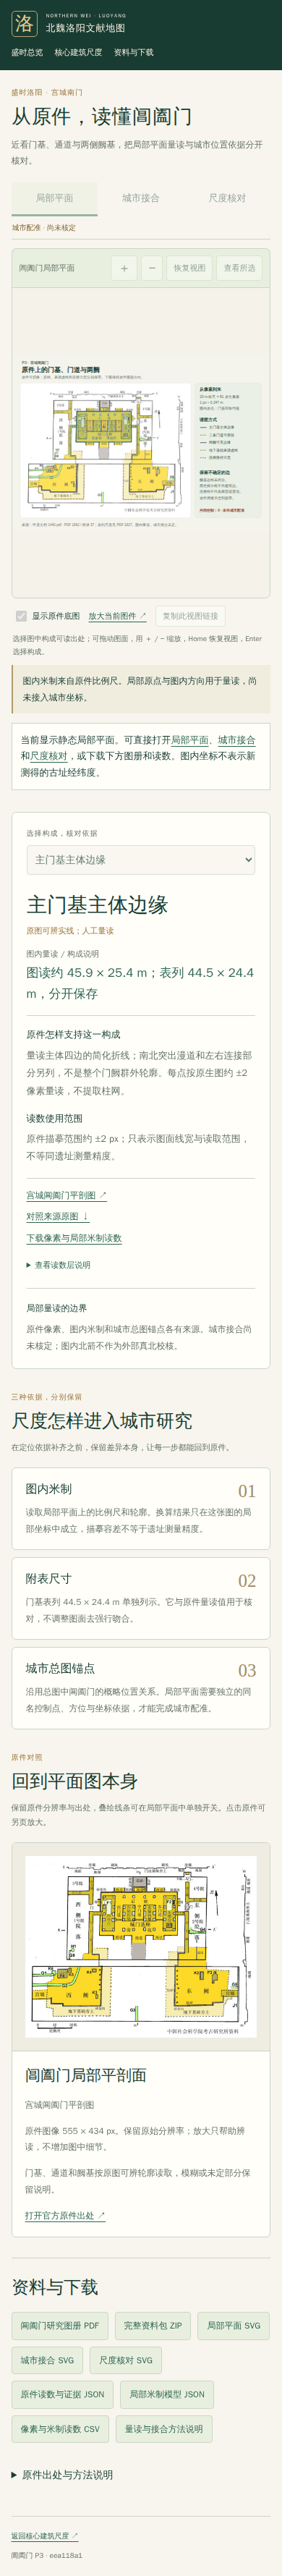 洛
NORTHERN WEI · LUOYANG
北魏洛阳文献地图
盛时总览 核心建筑尺度 资料与下载
盛时洛阳 · 宫城南门
从原件，读懂阊阖门
近看门基、通道与两侧阙基，把局部平面量读与城市位置依据分开
核对。
局部平面 城市接合 尺度核对
城市配准 · 尚未核定
阊阖门局部平面 + − 恢复视图 查看所选
原件上的门基、门道与两阙
显示原件底图 放大当前图件 ↗ 复制此视图链接
选择图中构成可读出处；可拖动图面，用 + / − 缩放，Home 恢复视图，Enter
选择构成。
图内米制来自原件比例尺。局部原点与图内方向用于量读，尚
未接入城市坐标。
当前显示静态局部平面。可直接打开局部平面、城市接合
和尺度核对，或下载下方图册和读数。图内坐标不表示新
测得的古址经纬度。
选择构成，核对依据
主门基主体边缘
主门基主体边缘
原图可辨实线；人工量读
图内量读 / 构成说明
图读约 45.9 × 25.4 m；表列 44.5 × 24.4
m，分开保存
原件怎样支持这一构成
量读主体四边的简化折线；南北突出漫道和左右连接部
分另列，不是整个门阙群外轮廓。每点按原生图约 ±2
像素量读，不提取柱网。
读数使用范围
原件描摹范围约 ±2 px；只表示图面线宽与读取范围，
不等同遗址测量精度。
宫城阊阖门平剖图 ↗
对照来源原图 ↓
下载像素与局部米制读数
▶ 查看读数层说明
局部量读的边界
原件像素、图内米制和城市总图锚点各有来源。城市接合尚
未核定；图内北箭不作为外部真北校核。
三种依据，分别保留
尺度怎样进入城市研究
在定位依据补齐之前，保留差异本身，让每一步都能回到原件。
图内米制 01
读取局部平面上的比例尺和轮廓。换算结果只在这张图的局
部坐标中成立，描摹容差不等于遗址测量精度。
附表尺寸 02
门基表列 44.5 × 24.4 m 单独列示。它与原件量读值用于核
对，不调整图面去强行吻合。
城市总图锚点 03
沿用总图中阊阖门的概略位置关系。局部平面需要独立的同
名控制点、方位与坐标依据，才能完成城市配准。
原件对照
回到平面图本身
保留原件分辨率与出处，叠绘线条可在局部平面中单独开关。点击原件可
另页放大。
中国社会科学院考古研究所资料
阊阖门局部平剖面
宫城阊阖门平剖图
原件图像 555 × 434 px。保留原始分辨率；放大只帮助辨
读，不增加图中细节。
门基、通道和阙基按原图可辨轮廓读取，模糊或未定部分保
留说明。
打开官方原件出处 ↗
资料与下载
阊阖门研究图册 PDF 完整资料包 ZIP 局部平面 SVG
城市接合 SVG 尺度核对 SVG
原件读数与证据 JSON 局部米制模型 JSON
像素与米制读数 CSV 量读与接合方法说明
▶ 原件出处与方法说明
返回核心建筑尺度 ↗
阊阖门 P3 · eea118a1